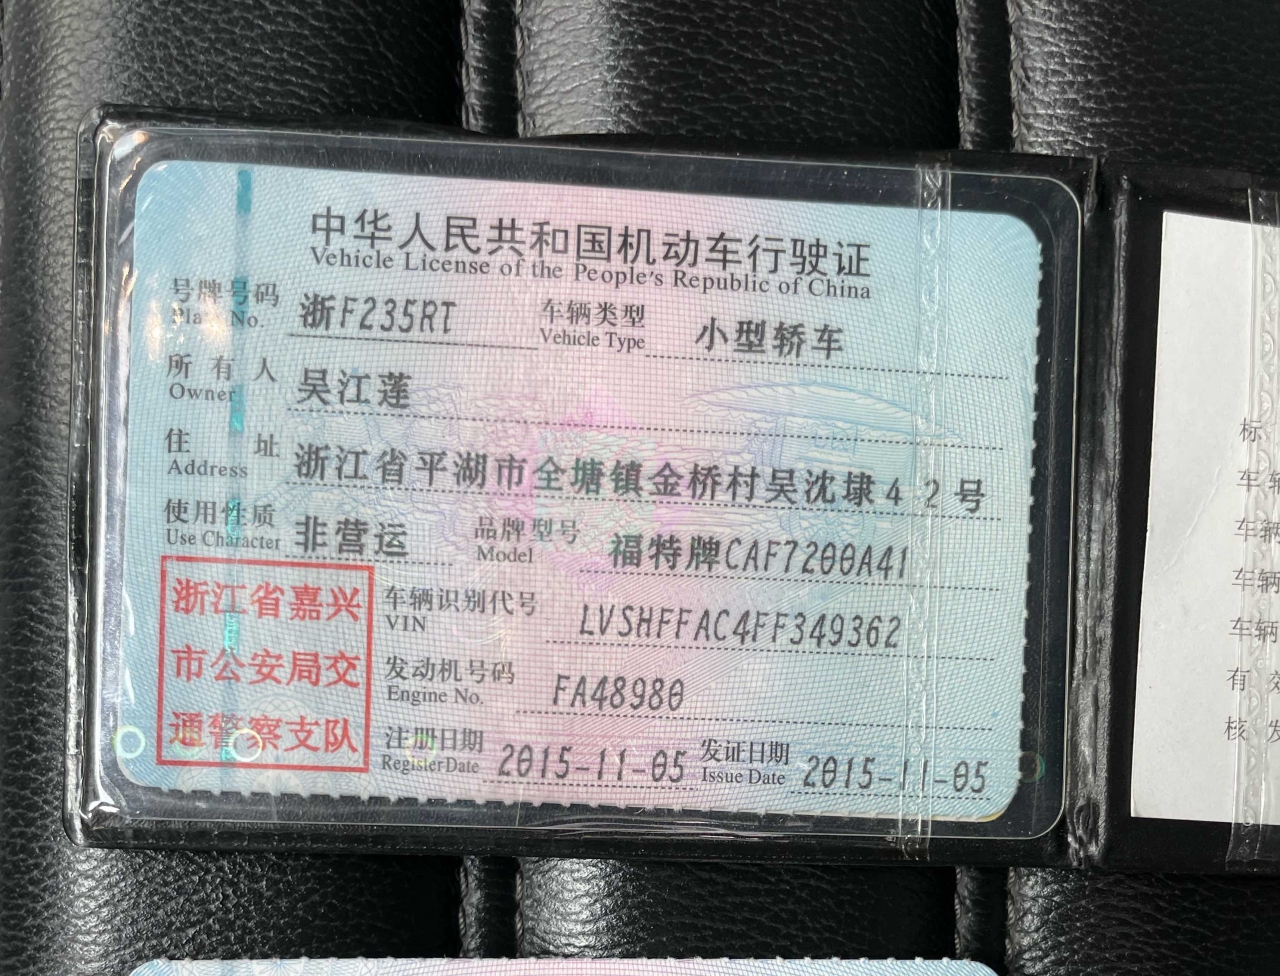 中华人民共和国机动车行驶证
Vehicle License of the People's Republic of China
号牌号码 浙F235RT 车辆类型 小型轿车
Plate No. Vehicle Type
所有人 吴江莲
Owner
住址 浙江省平湖市全塘镇金桥村吴沈埭42号
Address
使用性质 非营运 品牌型号 福特牌CAF7200A41
Use Character Model
浙江省嘉兴
市公安局交
通警察支队
车辆识别代号 LVSHFFAC4FF349362
VIN
发动机号码 FA48980
Engine No.
注册日期 2015-11-05 发证日期 2015-11-05
Register Date Issue Date
标
车辆
车辆
车辆
车辆
有效
核发